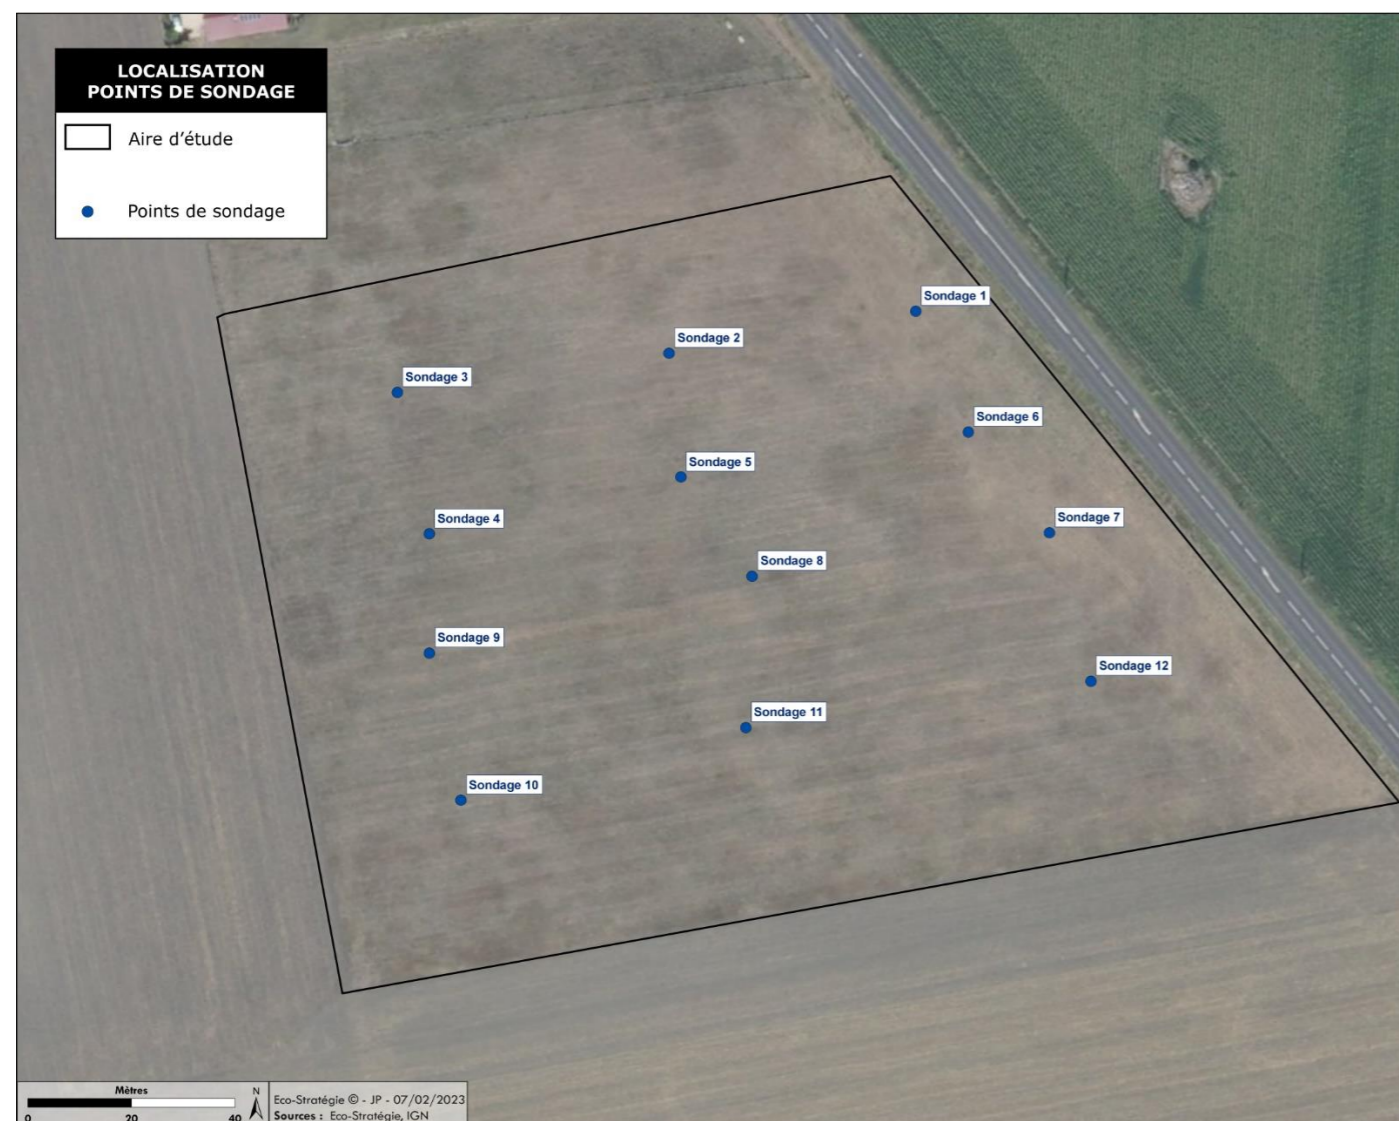 LOCALISATION
POINTS DE SONDAGE
Aire d'étude
Points de sondage
Sondage 1
Sondage 2
Sondage 3
Sondage 6
Sondage 5
Sondage 4
Sondage 7
Sondage 8
Sondage 9
Sondage 12
Sondage 11
Sondage 10
Mètres
0 20 40
N
Eco-Stratégie © - JP - 07/02/2023
Sources : Eco-Stratégie, IGN